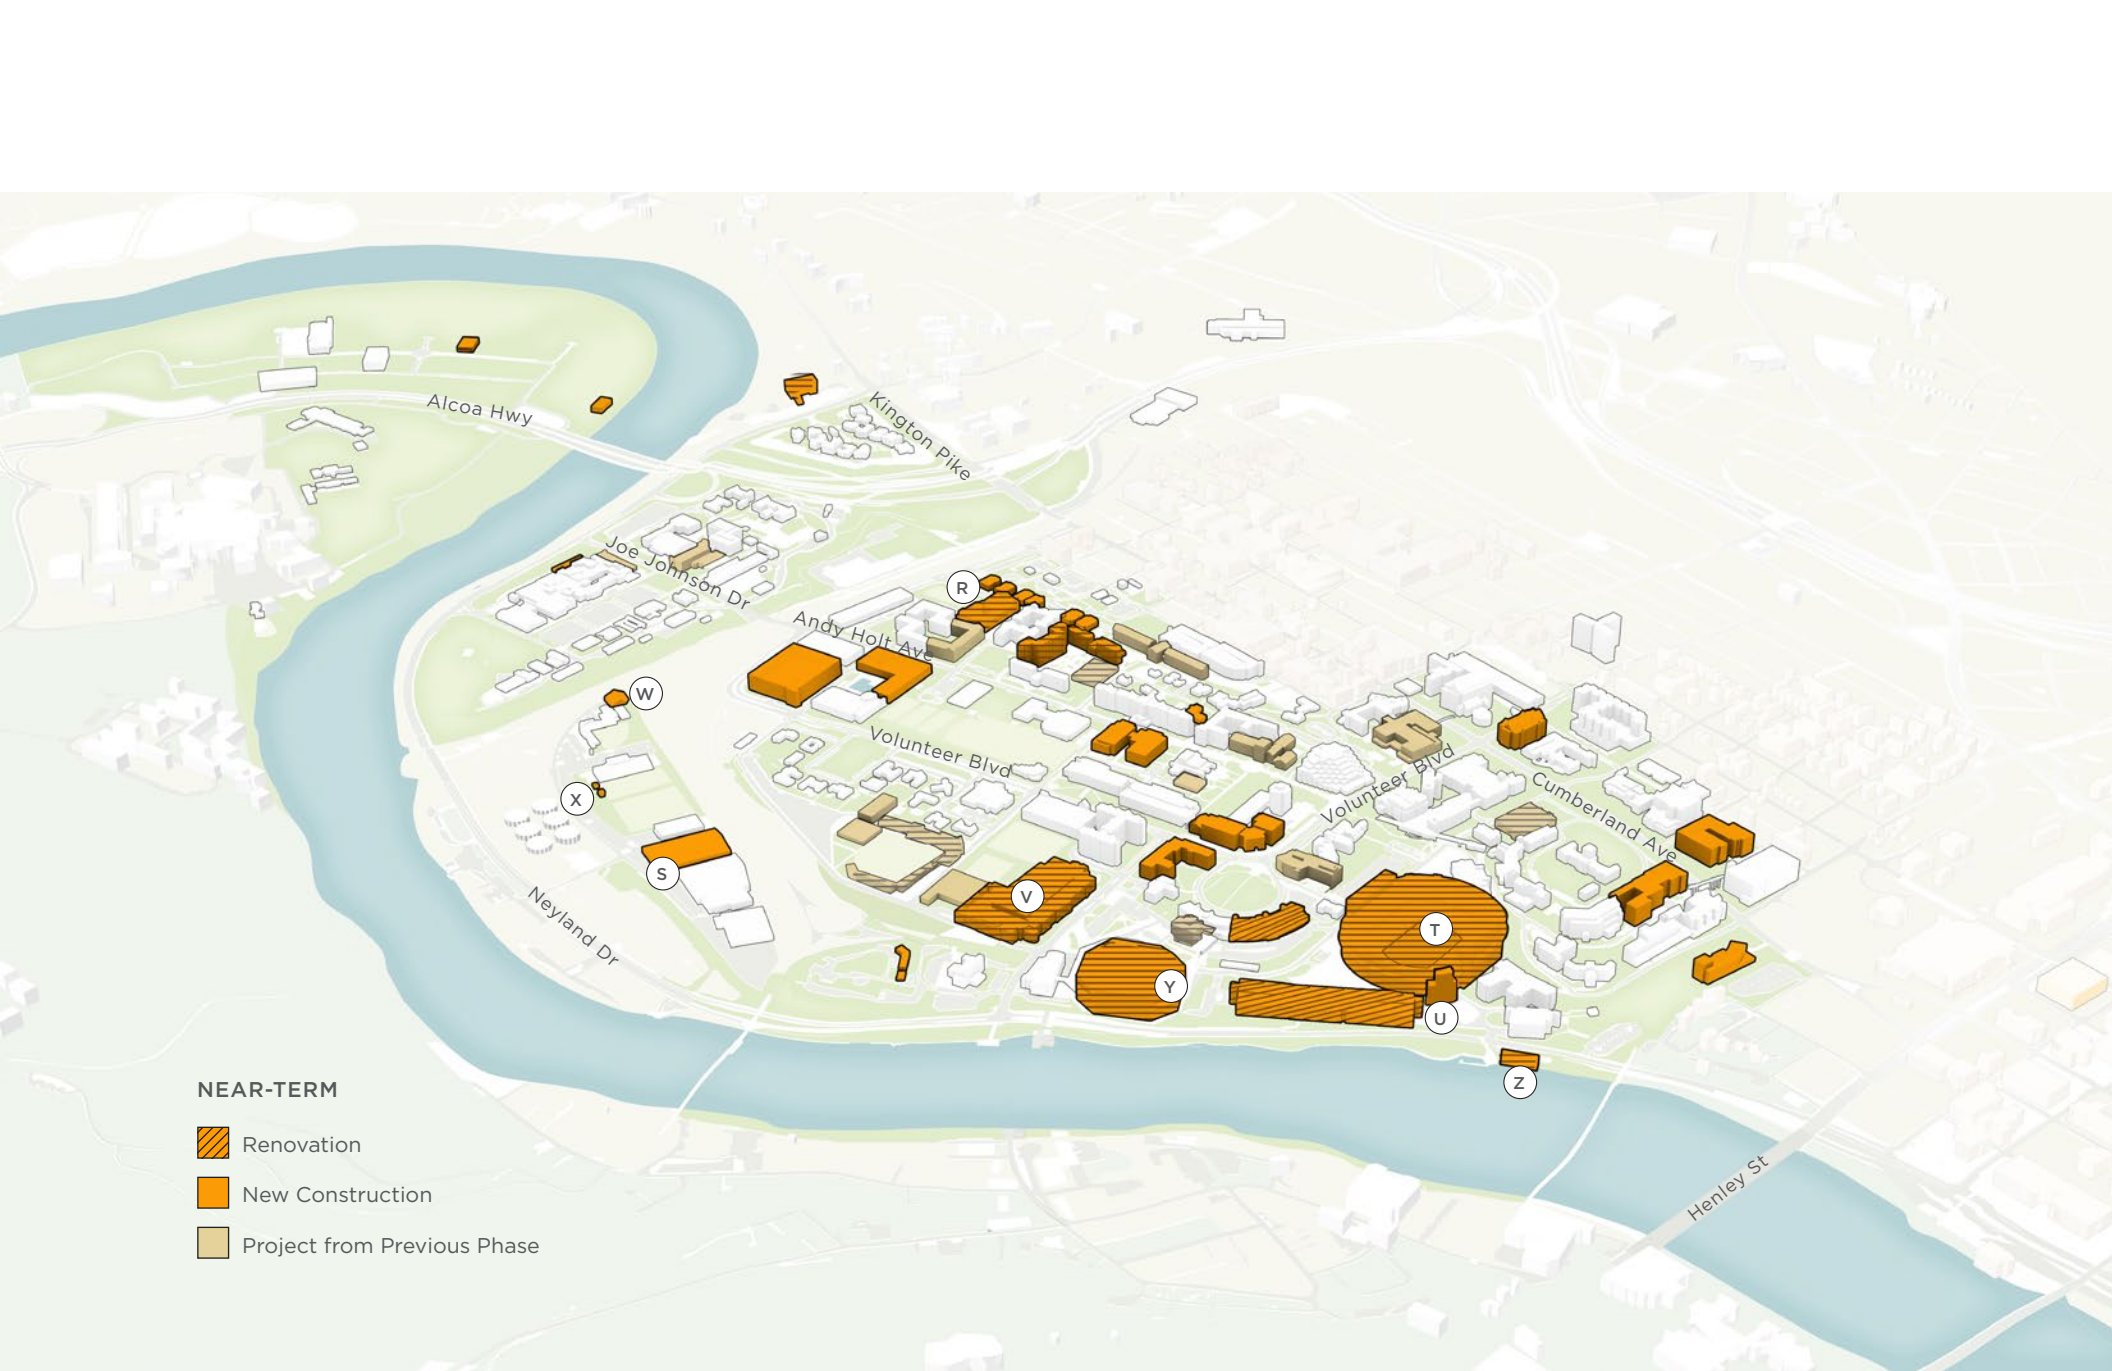 Alcoa Hwy
Kington Pike
Joe Johnson Dr
R
Andy Holt Ave
W
Volunteer Blvd
Volunteer Blvd
Cumberland Ave
X
S
V
T
Neyland Dr
Y
U
Z
NEAR-TERM
Renovation
New Construction
Project from Previous Phase
Henley St